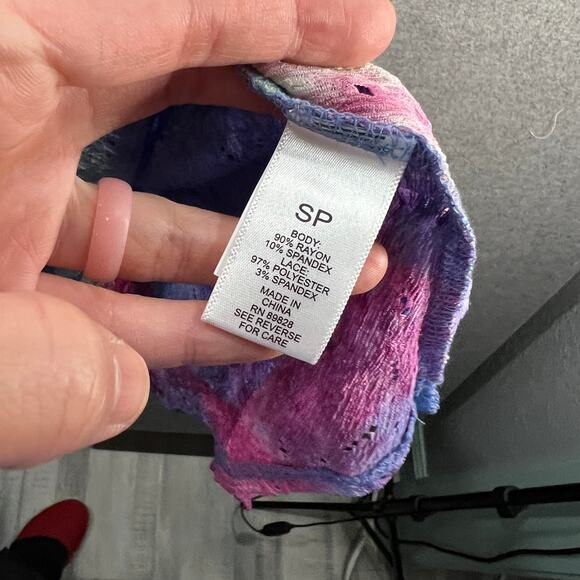 SP
BODY:
90% RAYON
10% SPANDEX
LACE:
97% POLYESTER
3% SPANDEX
MADE IN
CHINA
RN 89828
SEE REVERSE
FOR CARE